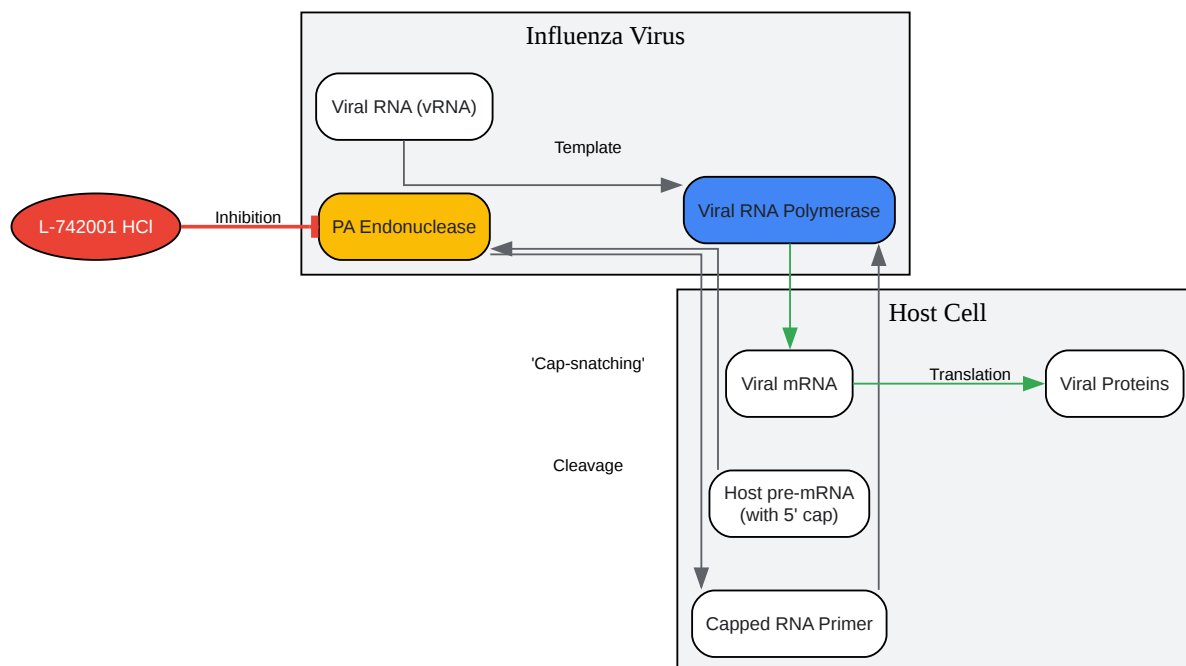 Influenza Virus
Viral RNA (vRNA)
Template
L-742001 HCl
Inhibition
PA Endonuclease
Viral RNA Polymerase
Host Cell
'Cap-snatching'
Viral mRNA
Translation
Viral Proteins
Cleavage
Host pre-mRNA
(with 5' cap)
Capped RNA Primer